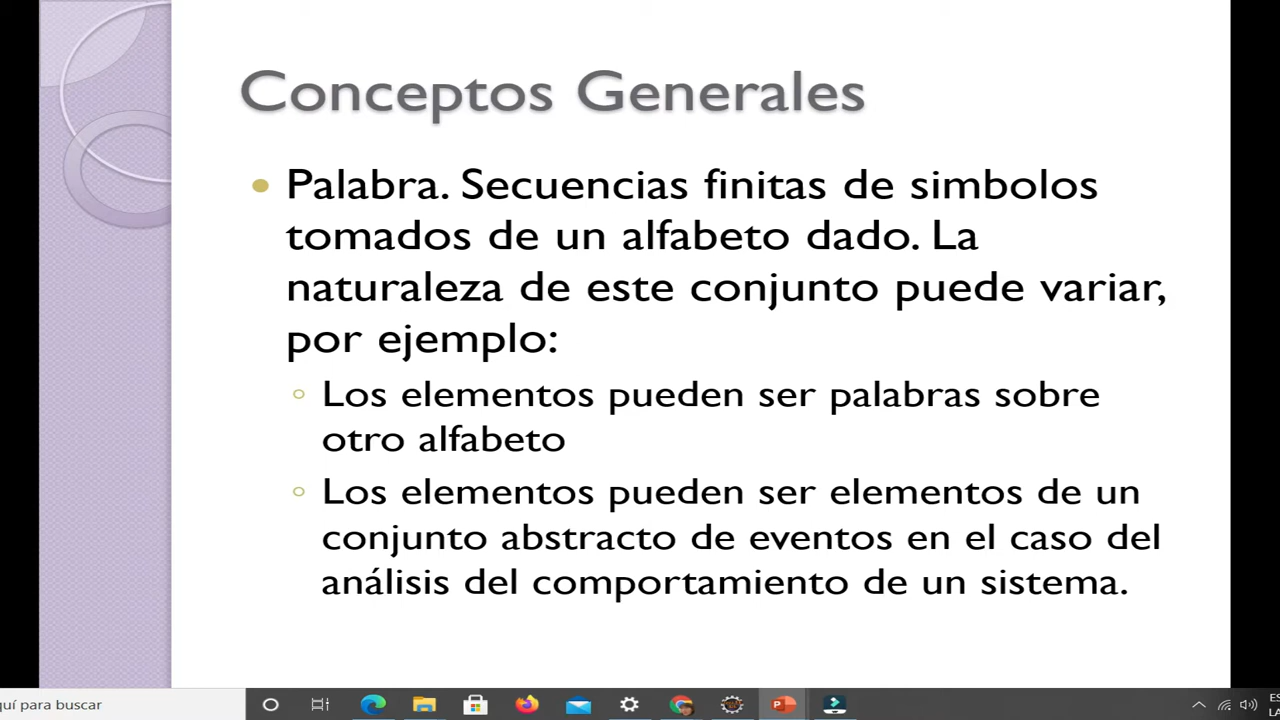 Conceptos Generales
Palabra. Secuencias finitas de simbolos
tomados de un alfabeto dado. La
naturaleza de este conjunto puede variar,
por ejemplo:
Los elementos pueden ser palabras sobre
otro alfabeto
Los elementos pueden ser elementos de un
conjunto abstracto de eventos en el caso del
análisis del comportamiento de un sistema.
quí para buscar
ES
LA